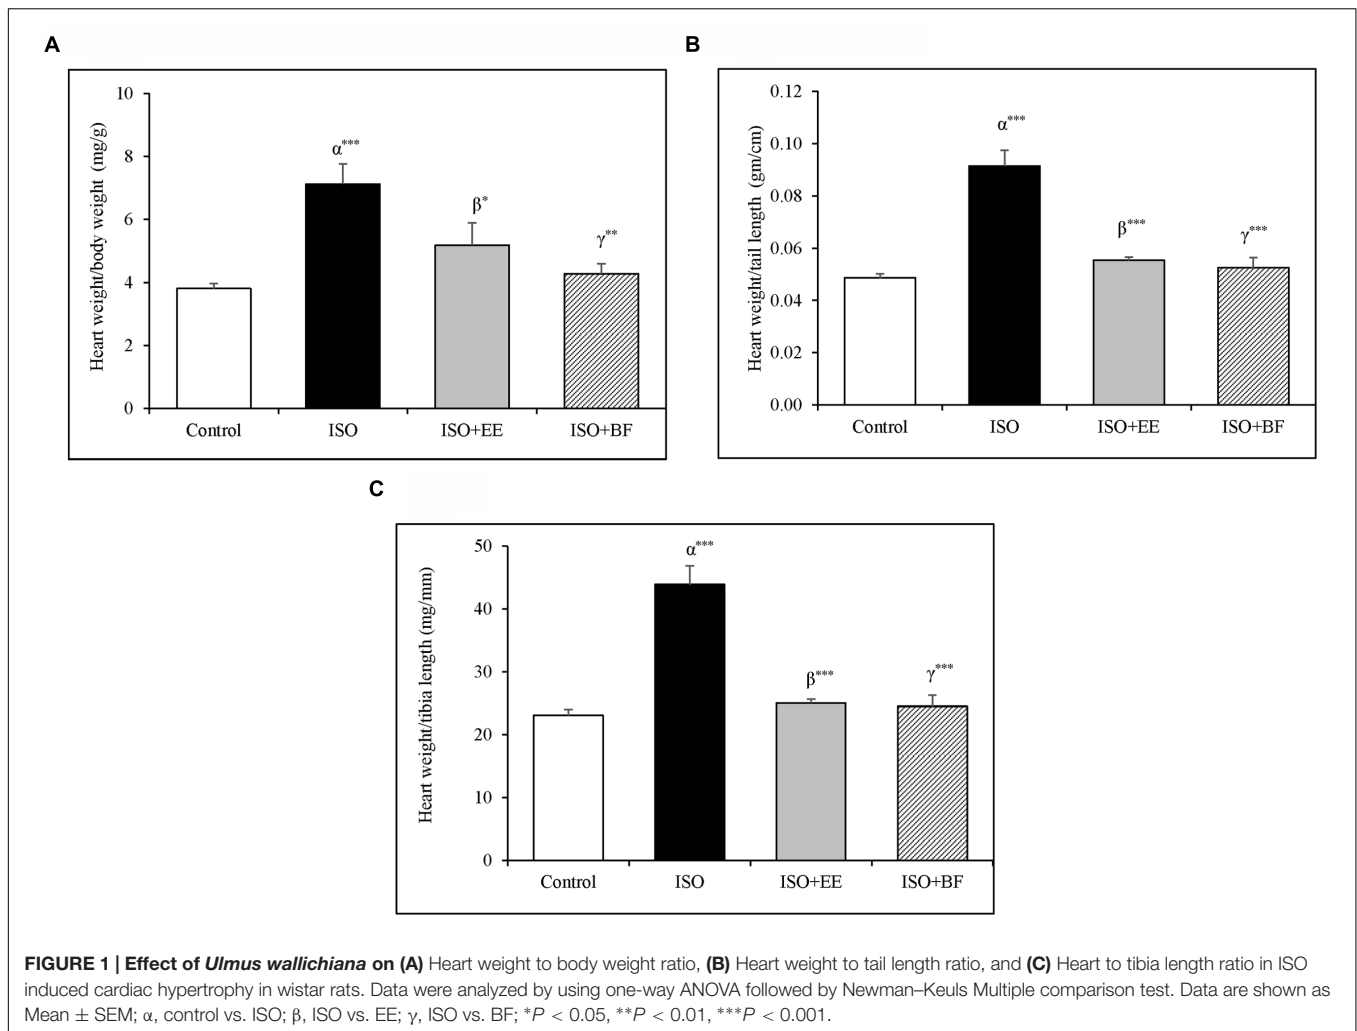 A
Heart weight/body weight (mg/g)
10
8
6
4
2
0
α***
β*
γ**
Control ISO ISO+EE ISO+BF
B
Heart weight/tail length (gm/cm)
0.12
0.10
0.08
0.06
0.04
0.02
0.00
α***
β***
γ***
Control ISO ISO+EE ISO+BF
C
Heart weight/tibia length (mg/mm)
50
40
30
20
10
0
α***
β***
γ***
Control ISO ISO+EE ISO+BF
FIGURE 1 | Effect of Ulmus wallichiana on (A) Heart weight to body weight ratio, (B) Heart weight to tail length ratio, and (C) Heart to tibia length ratio in ISO
induced cardiac hypertrophy in wistar rats. Data were analyzed by using one-way ANOVA followed by Newman–Keuls Multiple comparison test. Data are shown as
Mean ± SEM; α, control vs. ISO; β, ISO vs. EE; γ, ISO vs. BF; *P < 0.05, **P < 0.01, ***P < 0.001.